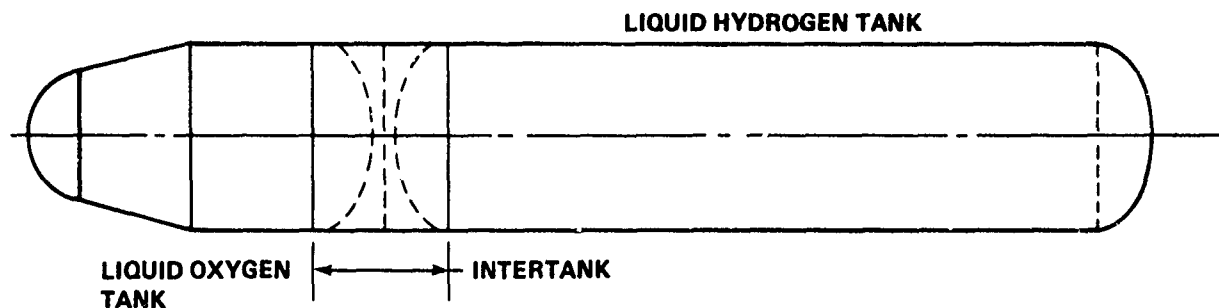 LIQUID HYDROGEN TANK
LIQUID OXYGEN
TANK
INTERTANK